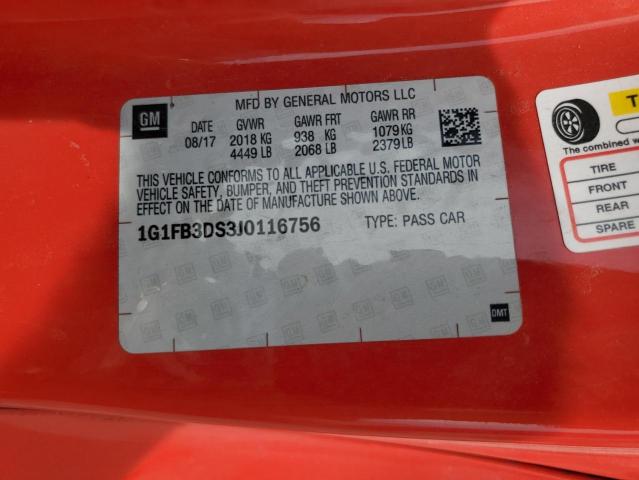 GM
MFD BY GENERAL MOTORS LLC
DATE GVWR GAWR FRT GAWR RR
08/17 2018 KG 938 KG 1079KG
4449 LB 2068 LB 2379 LB
THIS VEHICLE CONFORMS TO ALL APPLICABLE U.S. FEDERAL MOTOR
VEHICLE SAFETY, BUMPER, AND THEFT PREVENTION STANDARDS IN
EFFECT ON THE DATE OF MANUFACTURE SHOWN ABOVE.
1G1FB3DS3J0116756 TYPE: PASS CAR
DMT
T
The combined w
TIRE
FRONT
REAR
SPARE